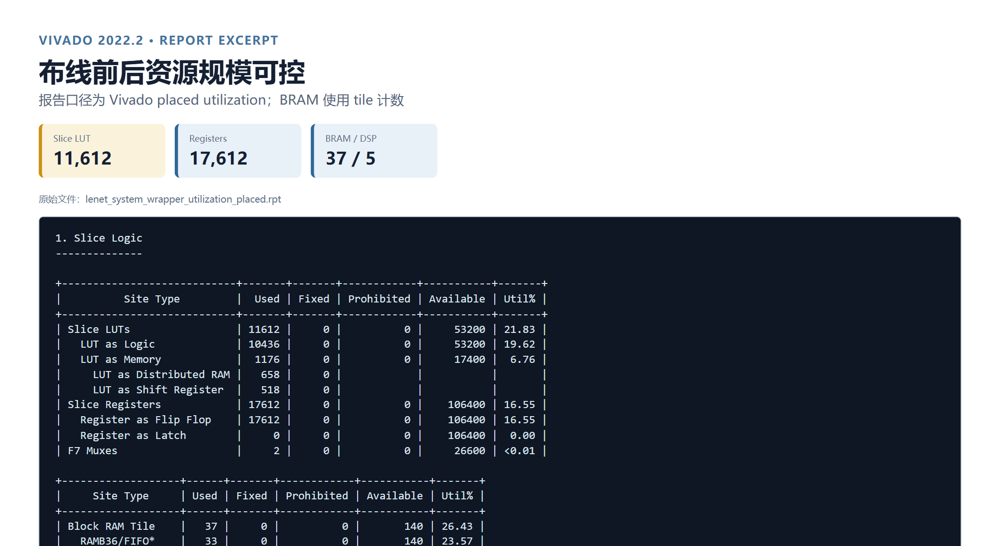 VIVADO 2022.2 • REPORT EXCERPT
布线前后资源规模可控
报告口径为 Vivado placed utilization；BRAM 使用 tile 计数
Slice LUT
11,612
Registers
17,612
BRAM / DSP
37 / 5
原始文件：lenet_system_wrapper_utilization_placed.rpt
1. Slice Logic
--------------
+----------------------------+-------+-------+------------+-----------+-------+
|          Site Type         |  Used | Fixed | Prohibited | Available | Util% |
+----------------------------+-------+-------+------------+-----------+-------+
| Slice LUTs                 | 11612 |     0 |          0 |     53200 | 21.83 |
|   LUT as Logic             | 10436 |     0 |          0 |     53200 | 19.62 |
|   LUT as Memory            |  1176 |     0 |          0 |     17400 |  6.76 |
|     LUT as Distributed RAM |   658 |     0 |            |           |       |
|     LUT as Shift Register  |   518 |     0 |            |           |       |
| Slice Registers            | 17612 |     0 |          0 |    106400 | 16.55 |
|   Register as Flip Flop    | 17612 |     0 |          0 |    106400 | 16.55 |
|   Register as Latch        |     0 |     0 |          0 |    106400 |  0.00 |
| F7 Muxes                   |     2 |     0 |          0 |     26600 | <0.01 |
+-------------------+------+-------+------------+-----------+-------+
|     Site Type     | Used | Fixed | Prohibited | Available | Util% |
+-------------------+------+-------+------------+-----------+-------+
| Block RAM Tile    |   37 |     0 |          0 |       140 | 26.43 |
|   RAMB36/FIFO*    |   33 |     0 |          0 |       140 | 23.57 |